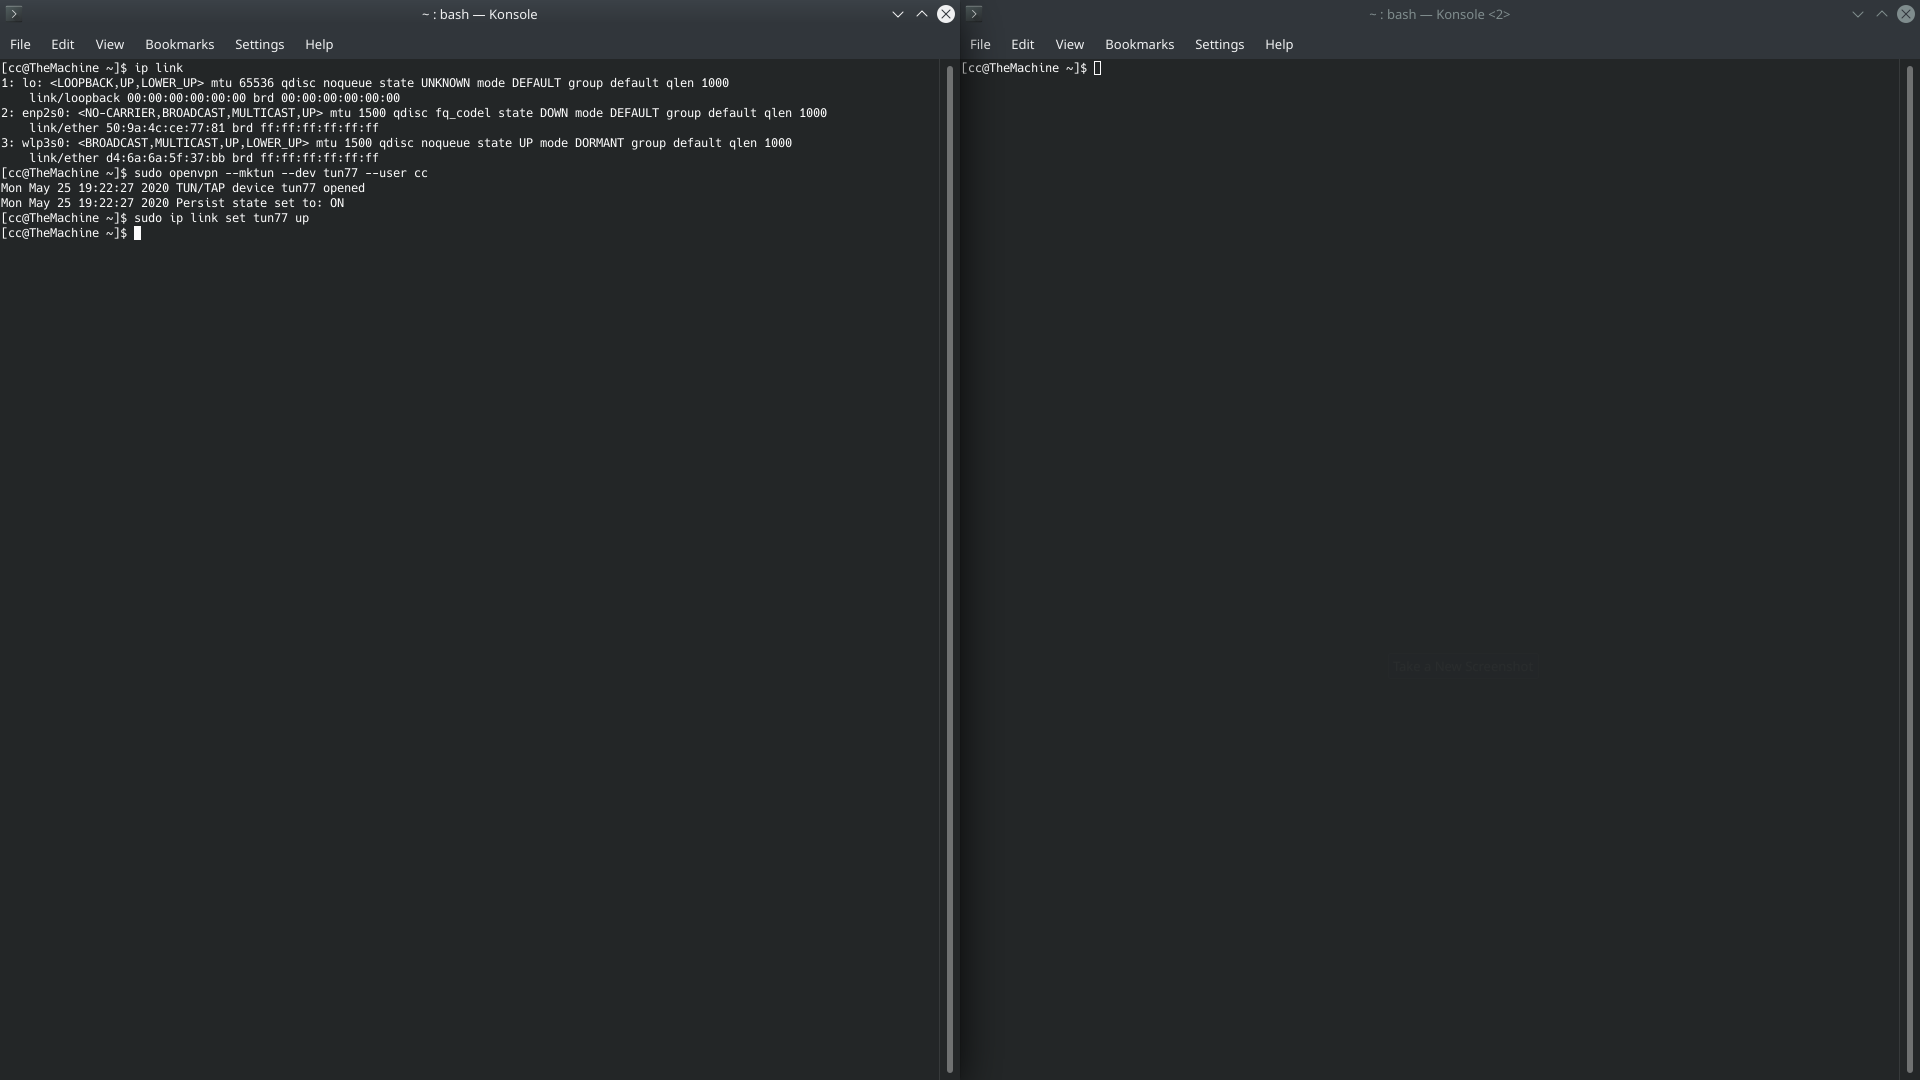 ~ : bash — Konsole
File Edit View Bookmarks Settings Help
[cc@TheMachine ~]$ ip link
1: lo: <LOOPBACK,UP,LOWER_UP> mtu 65536 qdisc noqueue state UNKNOWN mode DEFAULT group default qlen 1000
    link/loopback 00:00:00:00:00:00 brd 00:00:00:00:00:00
2: enp2s0: <NO-CARRIER,BROADCAST,MULTICAST,UP> mtu 1500 qdisc fq_codel state DOWN mode DEFAULT group default qlen 1000
    link/ether 50:9a:4c:ce:77:81 brd ff:ff:ff:ff:ff:ff
3: wlp3s0: <BROADCAST,MULTICAST,UP,LOWER_UP> mtu 1500 qdisc noqueue state UP mode DORMANT group default qlen 1000
    link/ether d4:6a:6a:5f:37:bb brd ff:ff:ff:ff:ff:ff
[cc@TheMachine ~]$ sudo openvpn --mktun --dev tun77 --user cc
Mon May 25 19:22:27 2020 TUN/TAP device tun77 opened
Mon May 25 19:22:27 2020 Persist state set to: ON
[cc@TheMachine ~]$ sudo ip link set tun77 up
[cc@TheMachine ~]$
~ : bash — Konsole <2>
File Edit View Bookmarks Settings Help
[cc@TheMachine ~]$
Take a New Screenshot